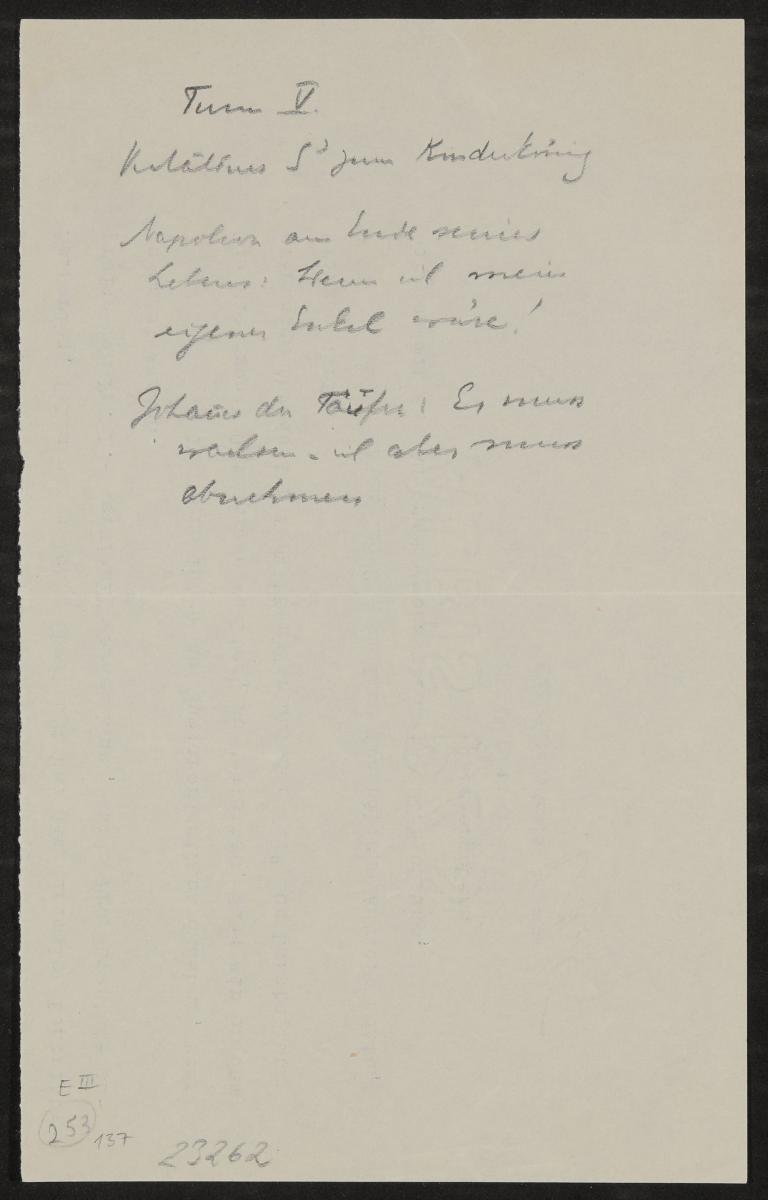 Turm V.
Verhältnis S's zum Kinderkönig
Napoleon am Ende seines
Lebens: Wenn ich mein
eigener Enkel wäre!
Johannes der Täufer: Er muss
wachsen - ich aber muss
abnehmen
E III
253 137
23262